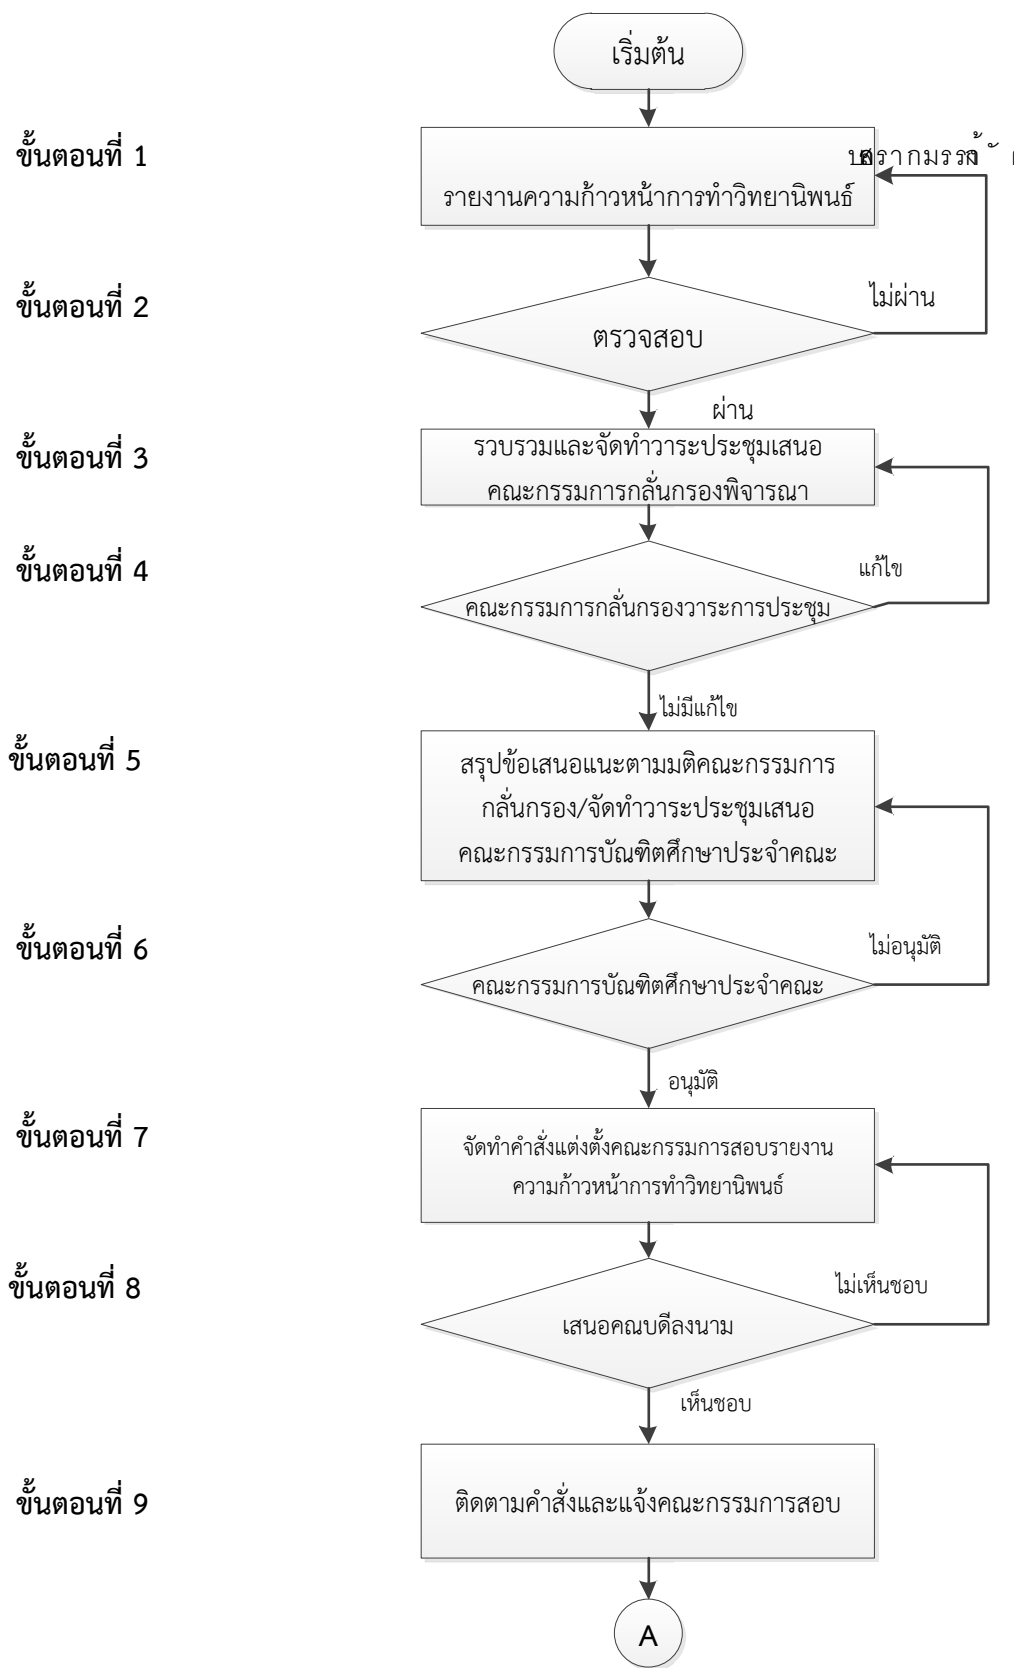 เริ่มต้น
ขั้นตอนที่ 1
รายงานความก้าวหน้าการทำวิทยานิพนธ์
ขั้นตอนที่ 2
ไม่ผ่าน
ตรวจสอบ
ผ่าน
ขั้นตอนที่ 3
รวบรวมและจัดทำวาระประชุมเสนอ
คณะกรรมการกลั่นกรองพิจารณา
ขั้นตอนที่ 4
แก้ไข
คณะกรรมการกลั่นกรองวาระการประชุม
ไม่มีแก้ไข
ขั้นตอนที่ 5
สรุปข้อเสนอแนะตามมติคณะกรรมการ
กลั่นกรอง/จัดทำวาระประชุมเสนอ
คณะกรรมการบัณฑิตศึกษาประจำคณะ
ขั้นตอนที่ 6
ไม่อนุมัติ
คณะกรรมการบัณฑิตศึกษาประจำคณะ
อนุมัติ
ขั้นตอนที่ 7
จัดทำคำสั่งแต่งตั้งคณะกรรมการสอบรายงาน
ความก้าวหน้าการทำวิทยานิพนธ์
ขั้นตอนที่ 8
ไม่เห็นชอบ
เสนอคณบดีลงนาม
เห็นชอบ
ขั้นตอนที่ 9
ติดตามคำสั่งและแจ้งคณะกรรมการสอบ
A